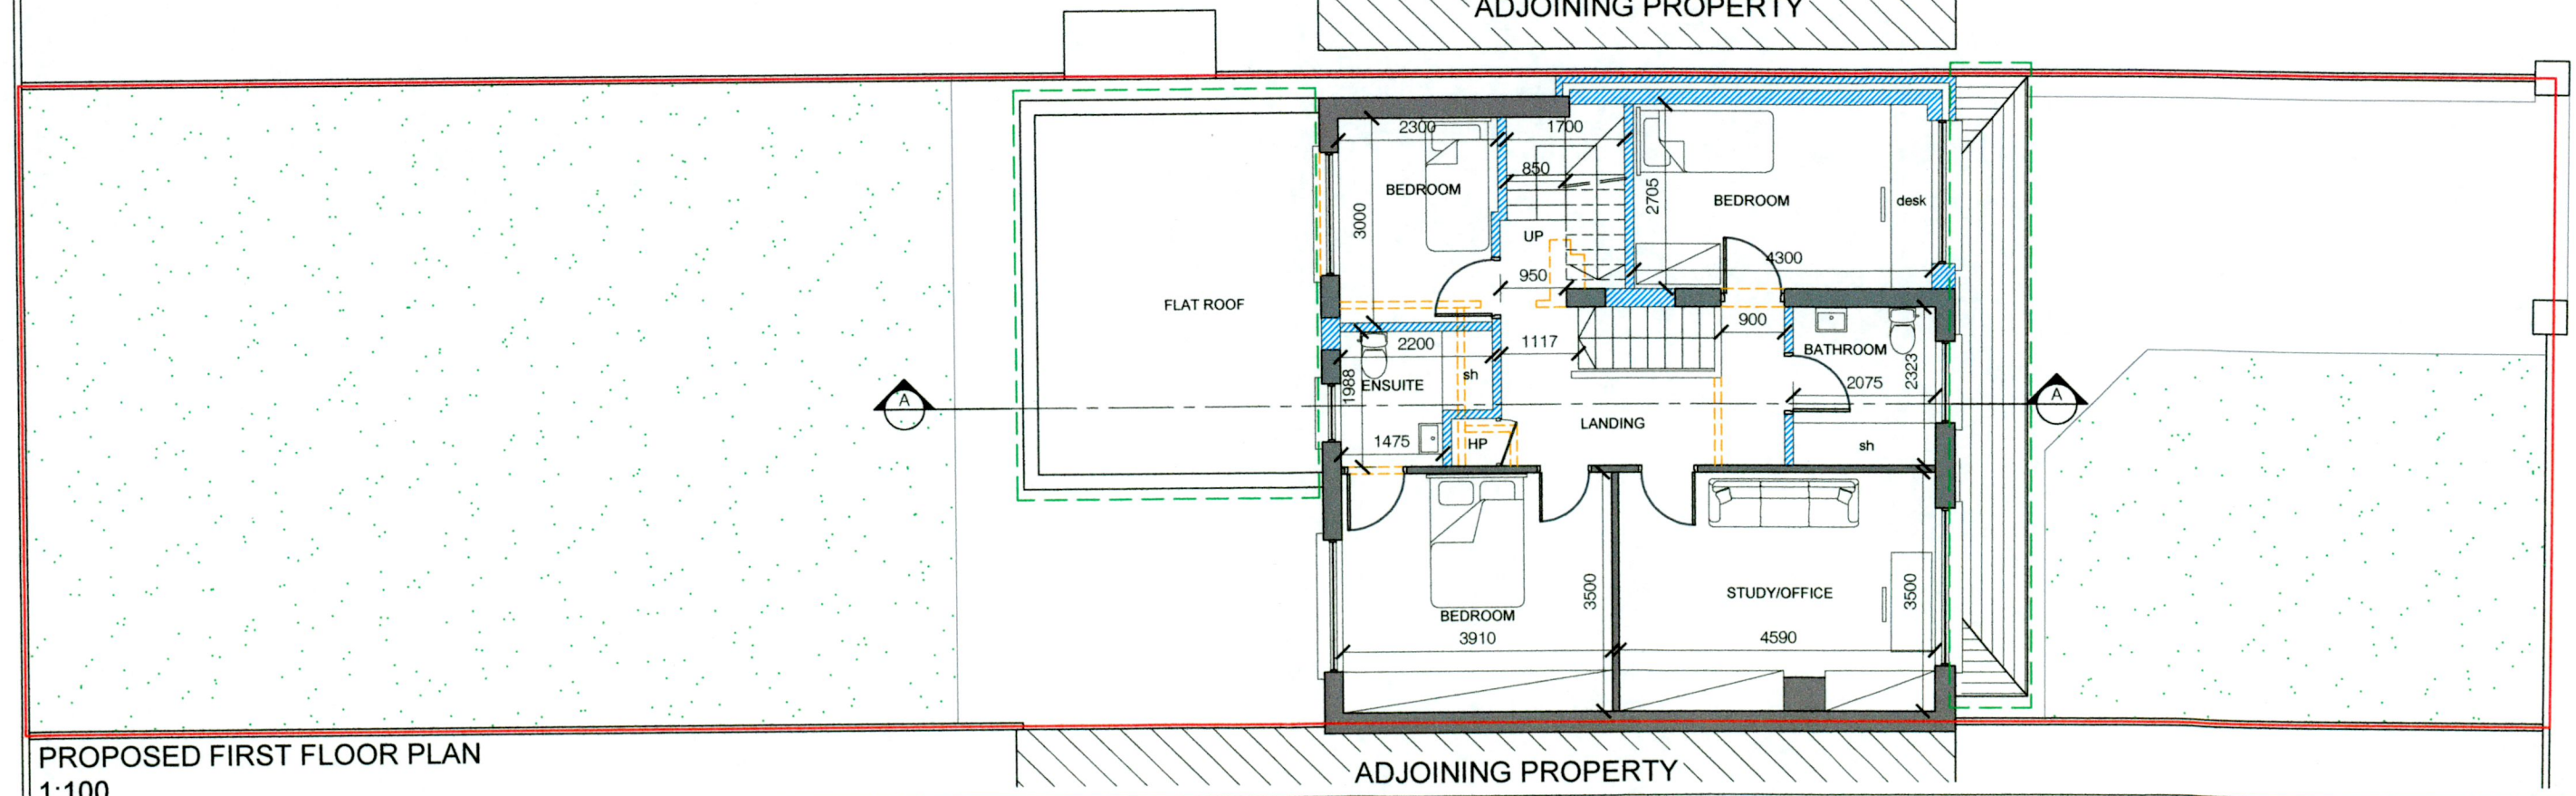 ADJOINING PROPERTY
2300
1700
850
BEDROOM
2705
BEDROOM
desk
3000
UP
4300
950
FLAT ROOF
900
2200
1117
BATHROOM
1988
ENSUITE
sh
2075
2323
A
A
LANDING
1475
HP
sh
3500
STUDY/OFFICE
3500
BEDROOM
3910
4590
PROPOSED FIRST FLOOR PLAN
ADJOINING PROPERTY
1:100